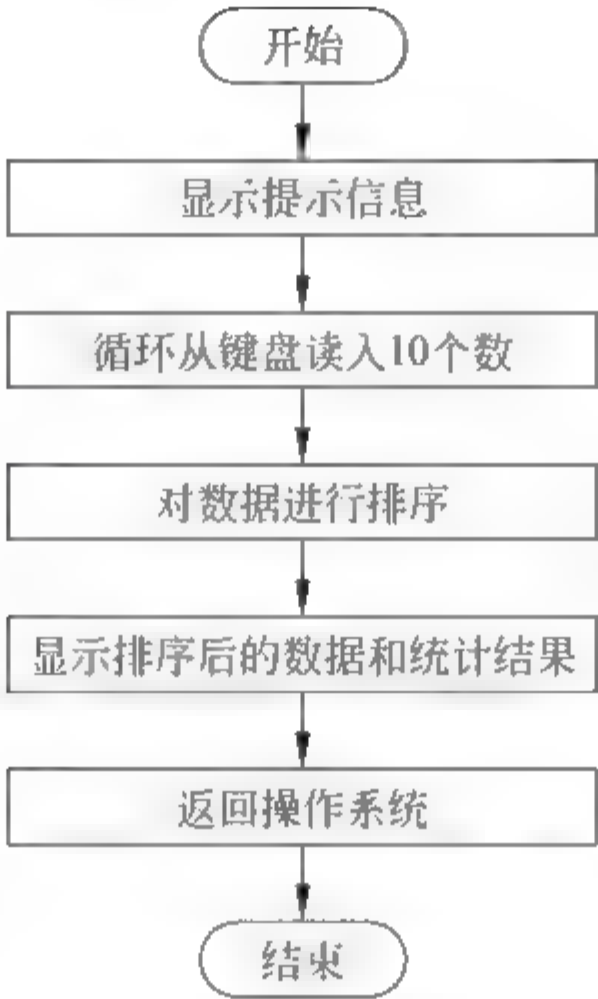 开始
显示提示信息
循环从键盘读入10个数
对数据进行排序
显示排序后的数据和统计结果
返回操作系统
结束